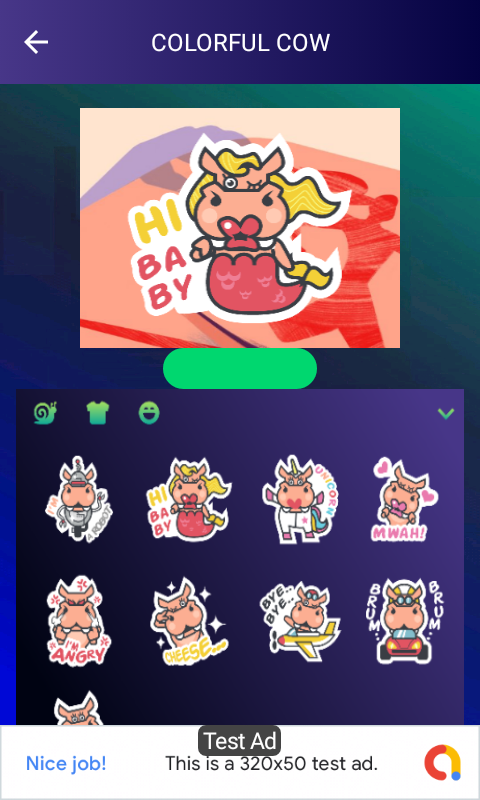 COLORFUL COW
HI
BA
BY
I'M
A ROBOT
HI
BA
BY
UNICORN
MWAH!
I'M
ANGRY
CHEESE...
BYE..
BYE..
BRUM
BRUM
Test Ad
Nice job!
This is a 320x50 test ad.